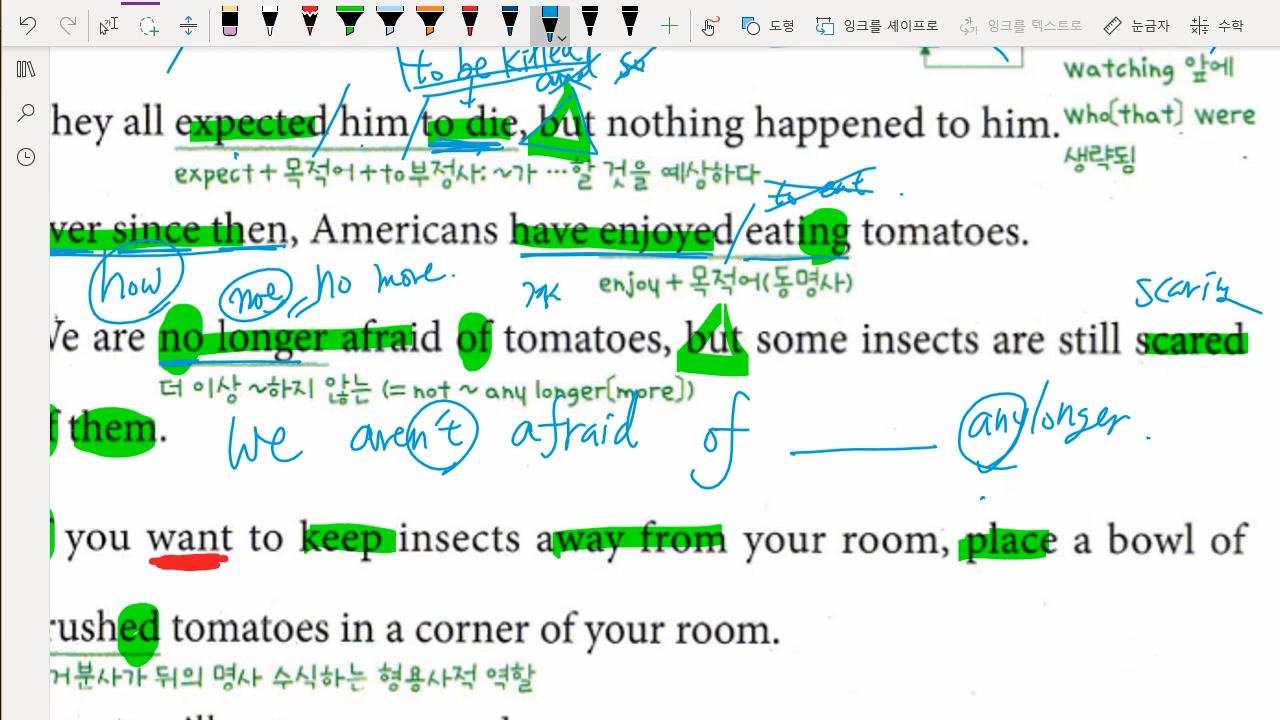 도형 잉크를 셰이프로 잉크를 텍스트로 눈금자 수학
to be killed
and so
watching 앞에
who(that) were
생략됨
hey all expected him to die, but nothing happened to him.
expect + 목적어 + to부정사: ~가 …할 것을 예상하다
to eat
ver since then, Americans have enjoyed eating tomatoes.
enjoy + 목적어(동명사)
no more.
e are no longer afraid of tomatoes, but some insects are still scared
더 이상 ~하지 않는 (= not ~ any longer(more))
them.
We aren't afraid of any longer.
you want to keep insects away from your room, place a bowl of
rushed tomatoes in a corner of your room.
거분사가 뒤의 명사 수식하는 형용사적 역할